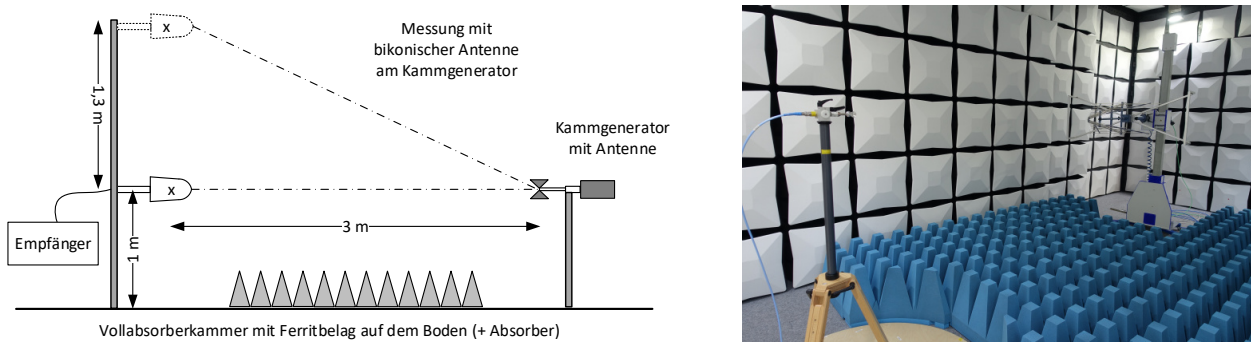 x
Messung mit
bikonischer Antenne
am Kammgenerator
1,3 m
Kammgenerator
mit Antenne
x
Empfänger
1 m
3 m
Vollabsorberkammer mit Ferritbelag auf dem Boden (+ Absorber)